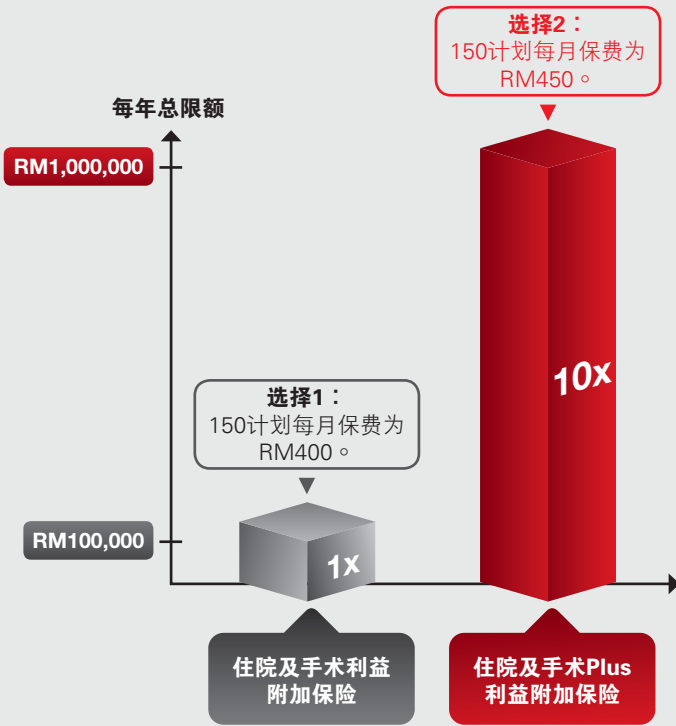 选择2：
150计划每月保费为
RM450。
每年总限额
RM1,000,000
10x
选择1：
150计划每月保费为
RM400。
RM100,000
1x
住院及手术利益
附加保险
住院及手术Plus
利益附加保险